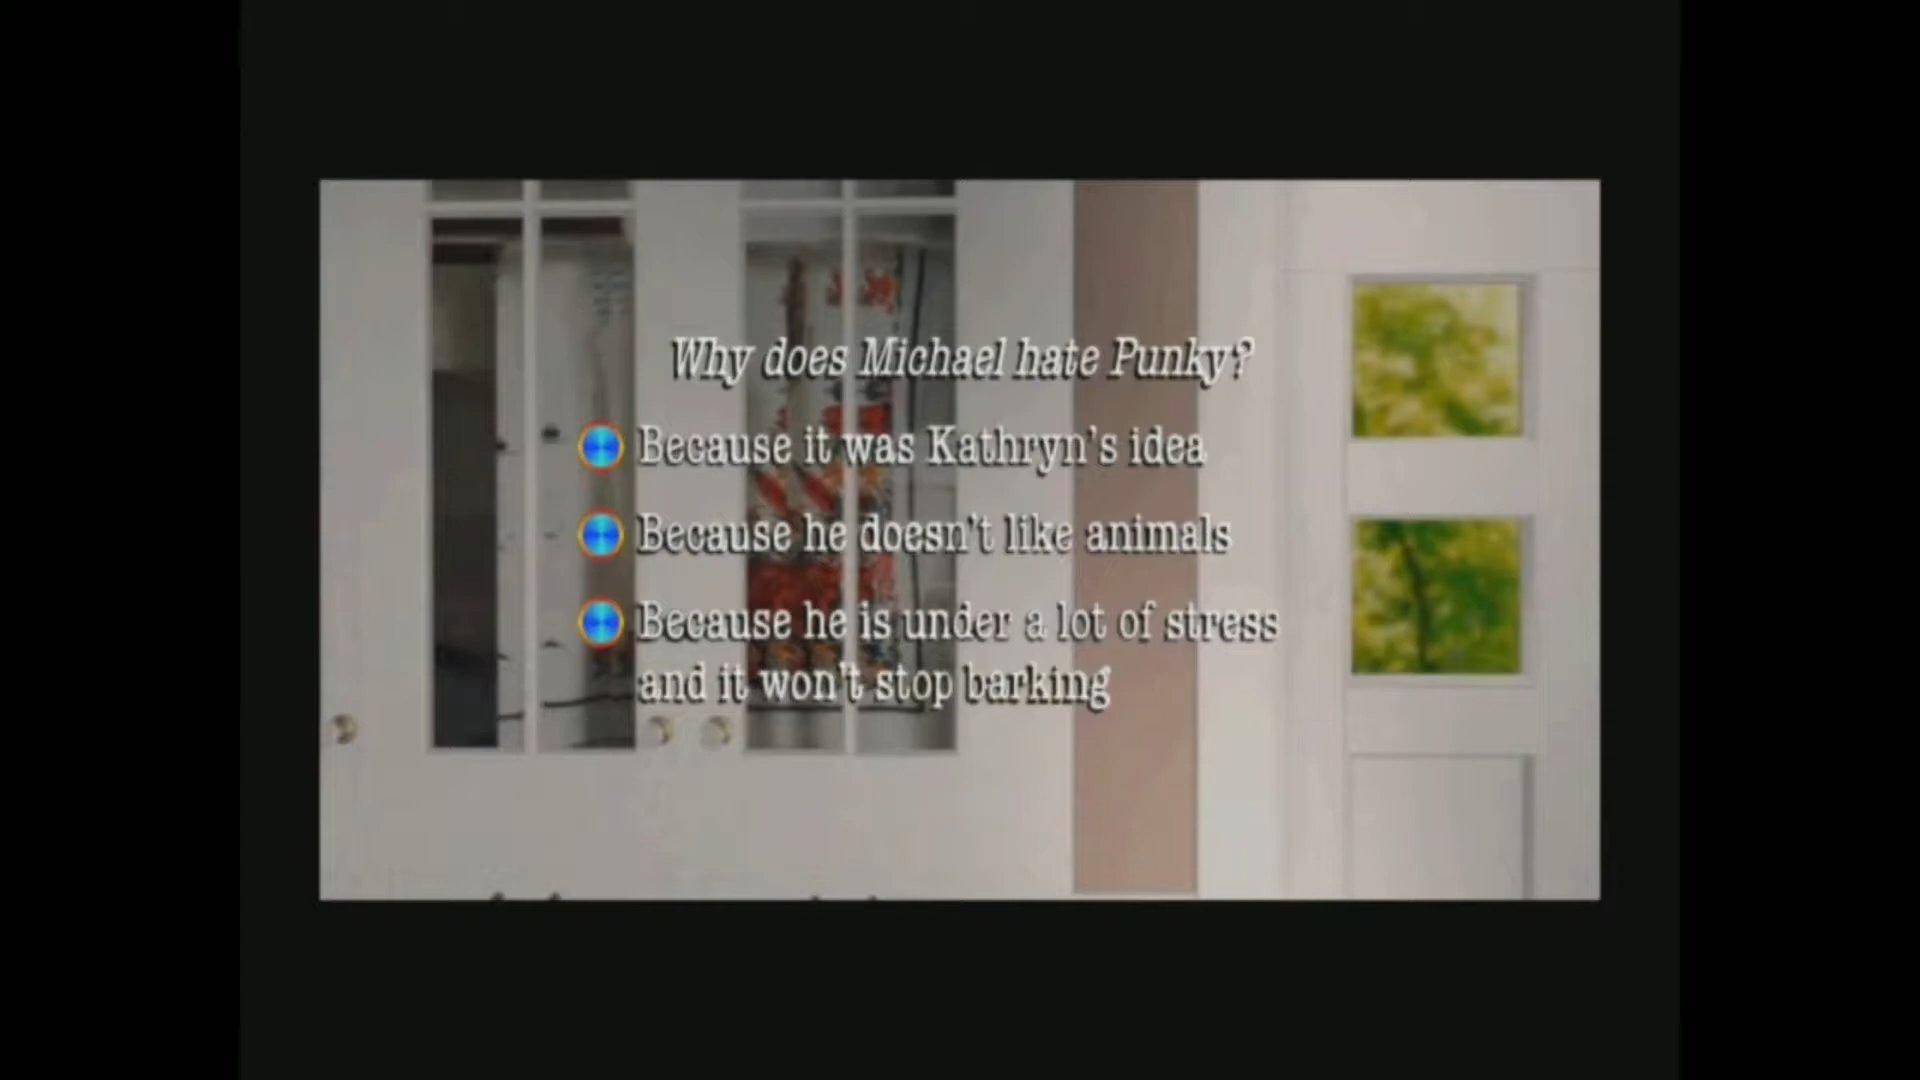 Why does Michael hate Punky?
Because it was Kathryn's idea
Because he doesn't like animals
Because he is under a lot of stress
and it won't stop barking